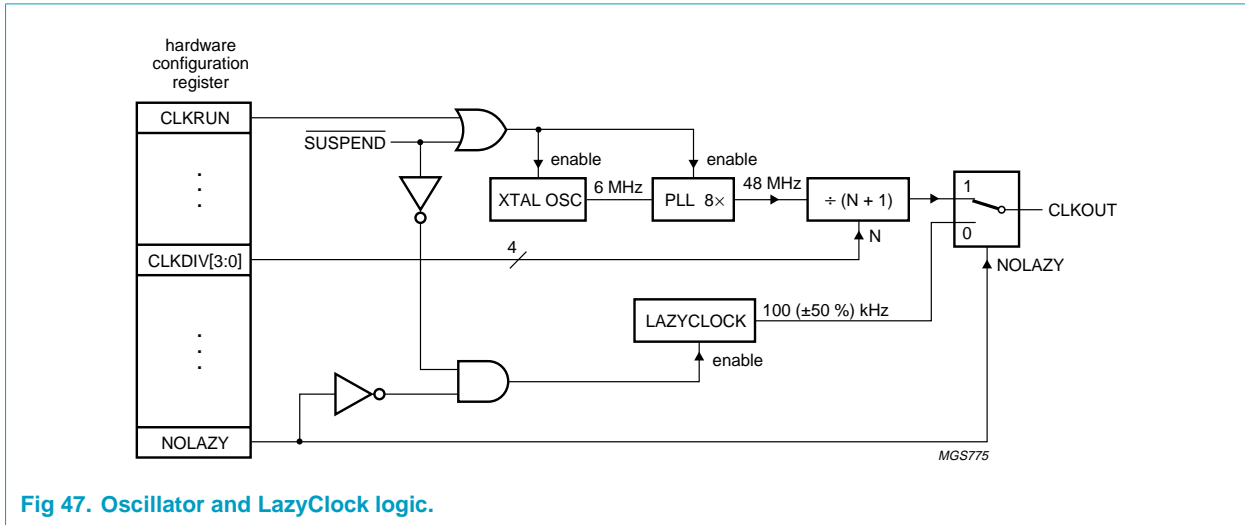 hardware
configuration
register
CLKRUN
SUSPEND
enable
enable
XTAL OSC
6 MHz
PLL 8×
48 MHz
÷ (N + 1)
1
0
CLKOUT
N
NOLAZY
4
CLKDIV[3:0]
LAZYCLOCK
100 (±50 %) kHz
enable
NOLAZY
MGS775
Fig 47. Oscillator and LazyClock logic.